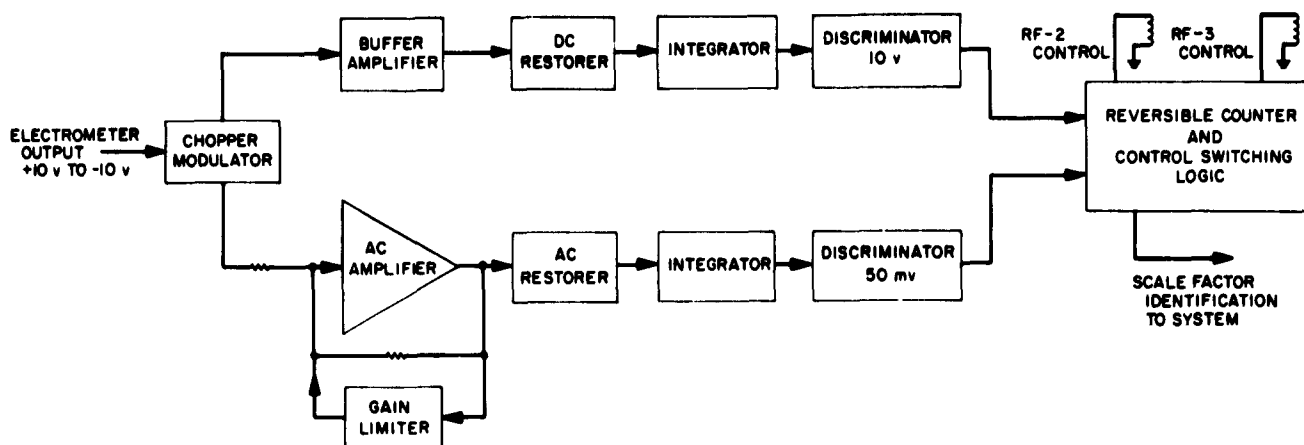 BUFFER
AMPLIFIER
DC
RESTORER
INTEGRATOR
DISCRIMINATOR
10 v
RF-2
CONTROL
RF-3
CONTROL
ELECTROMETER
OUTPUT
+10 v TO -10 v
CHOPPER
MODULATOR
REVERSIBLE COUNTER
AND
CONTROL SWITCHING
LOGIC
AC
AMPLIFIER
AC
RESTORER
INTEGRATOR
DISCRIMINATOR
50 mv
SCALE FACTOR
IDENTIFICATION
TO SYSTEM
GAIN
LIMITER